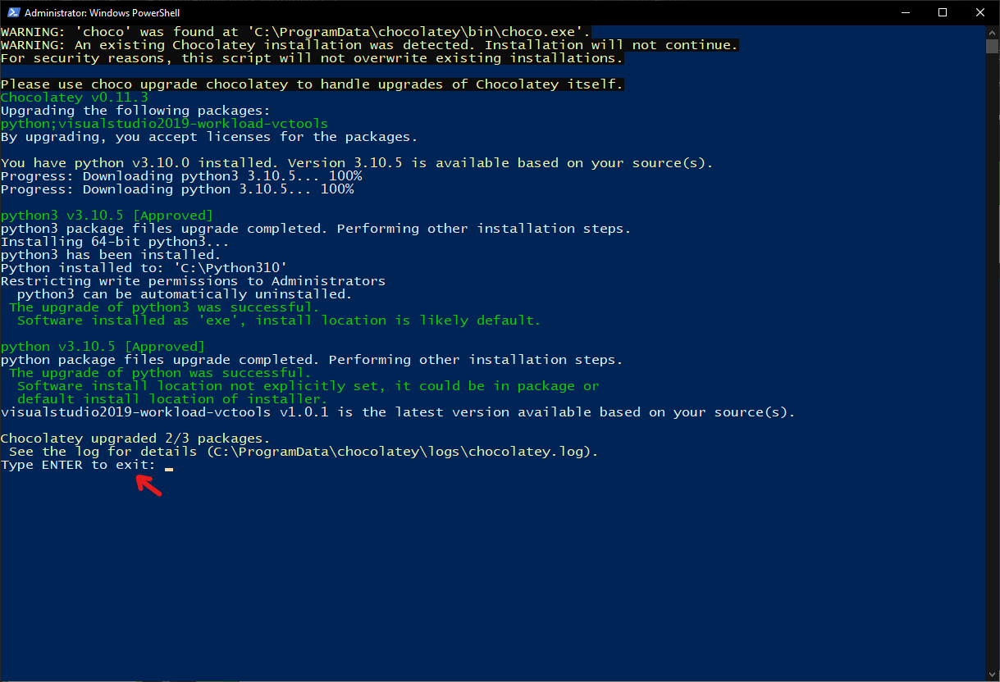 Administrator: Windows PowerShell
WARNING: 'choco' was found at 'C:\ProgramData\chocolatey\bin\choco.exe'.
WARNING: An existing Chocolatey installation was detected. Installation will not continue.
For security reasons, this script will not overwrite existing installations.
Please use choco upgrade chocolatey to handle upgrades of Chocolatey itself.
Chocolatey v0.11.3
Upgrading the following packages:
python;visualstudio2019-workload-vctools
By upgrading, you accept licenses for the packages.
You have python v3.10.0 installed. Version 3.10.5 is available based on your source(s).
Progress: Downloading python3 3.10.5... 100%
Progress: Downloading python 3.10.5... 100%
python3 v3.10.5 [Approved]
python3 package files upgrade completed. Performing other installation steps.
Installing 64-bit python3...
python3 has been installed.
Python installed to: 'C:\Python310'
Restricting write permissions to Administrators
python3 can be automatically uninstalled.
The upgrade of python3 was successful.
Software installed as 'exe', install location is likely default.
python v3.10.5 [Approved]
python package files upgrade completed. Performing other installation steps.
The upgrade of python was successful.
Software install location not explicitly set, it could be in package or
default install location of installer.
visualstudio2019-workload-vctools v1.0.1 is the latest version available based on your source(s).
Chocolatey upgraded 2/3 packages.
See the log for details (C:\ProgramData\chocolatey\logs\chocolatey.log).
Type ENTER to exit: